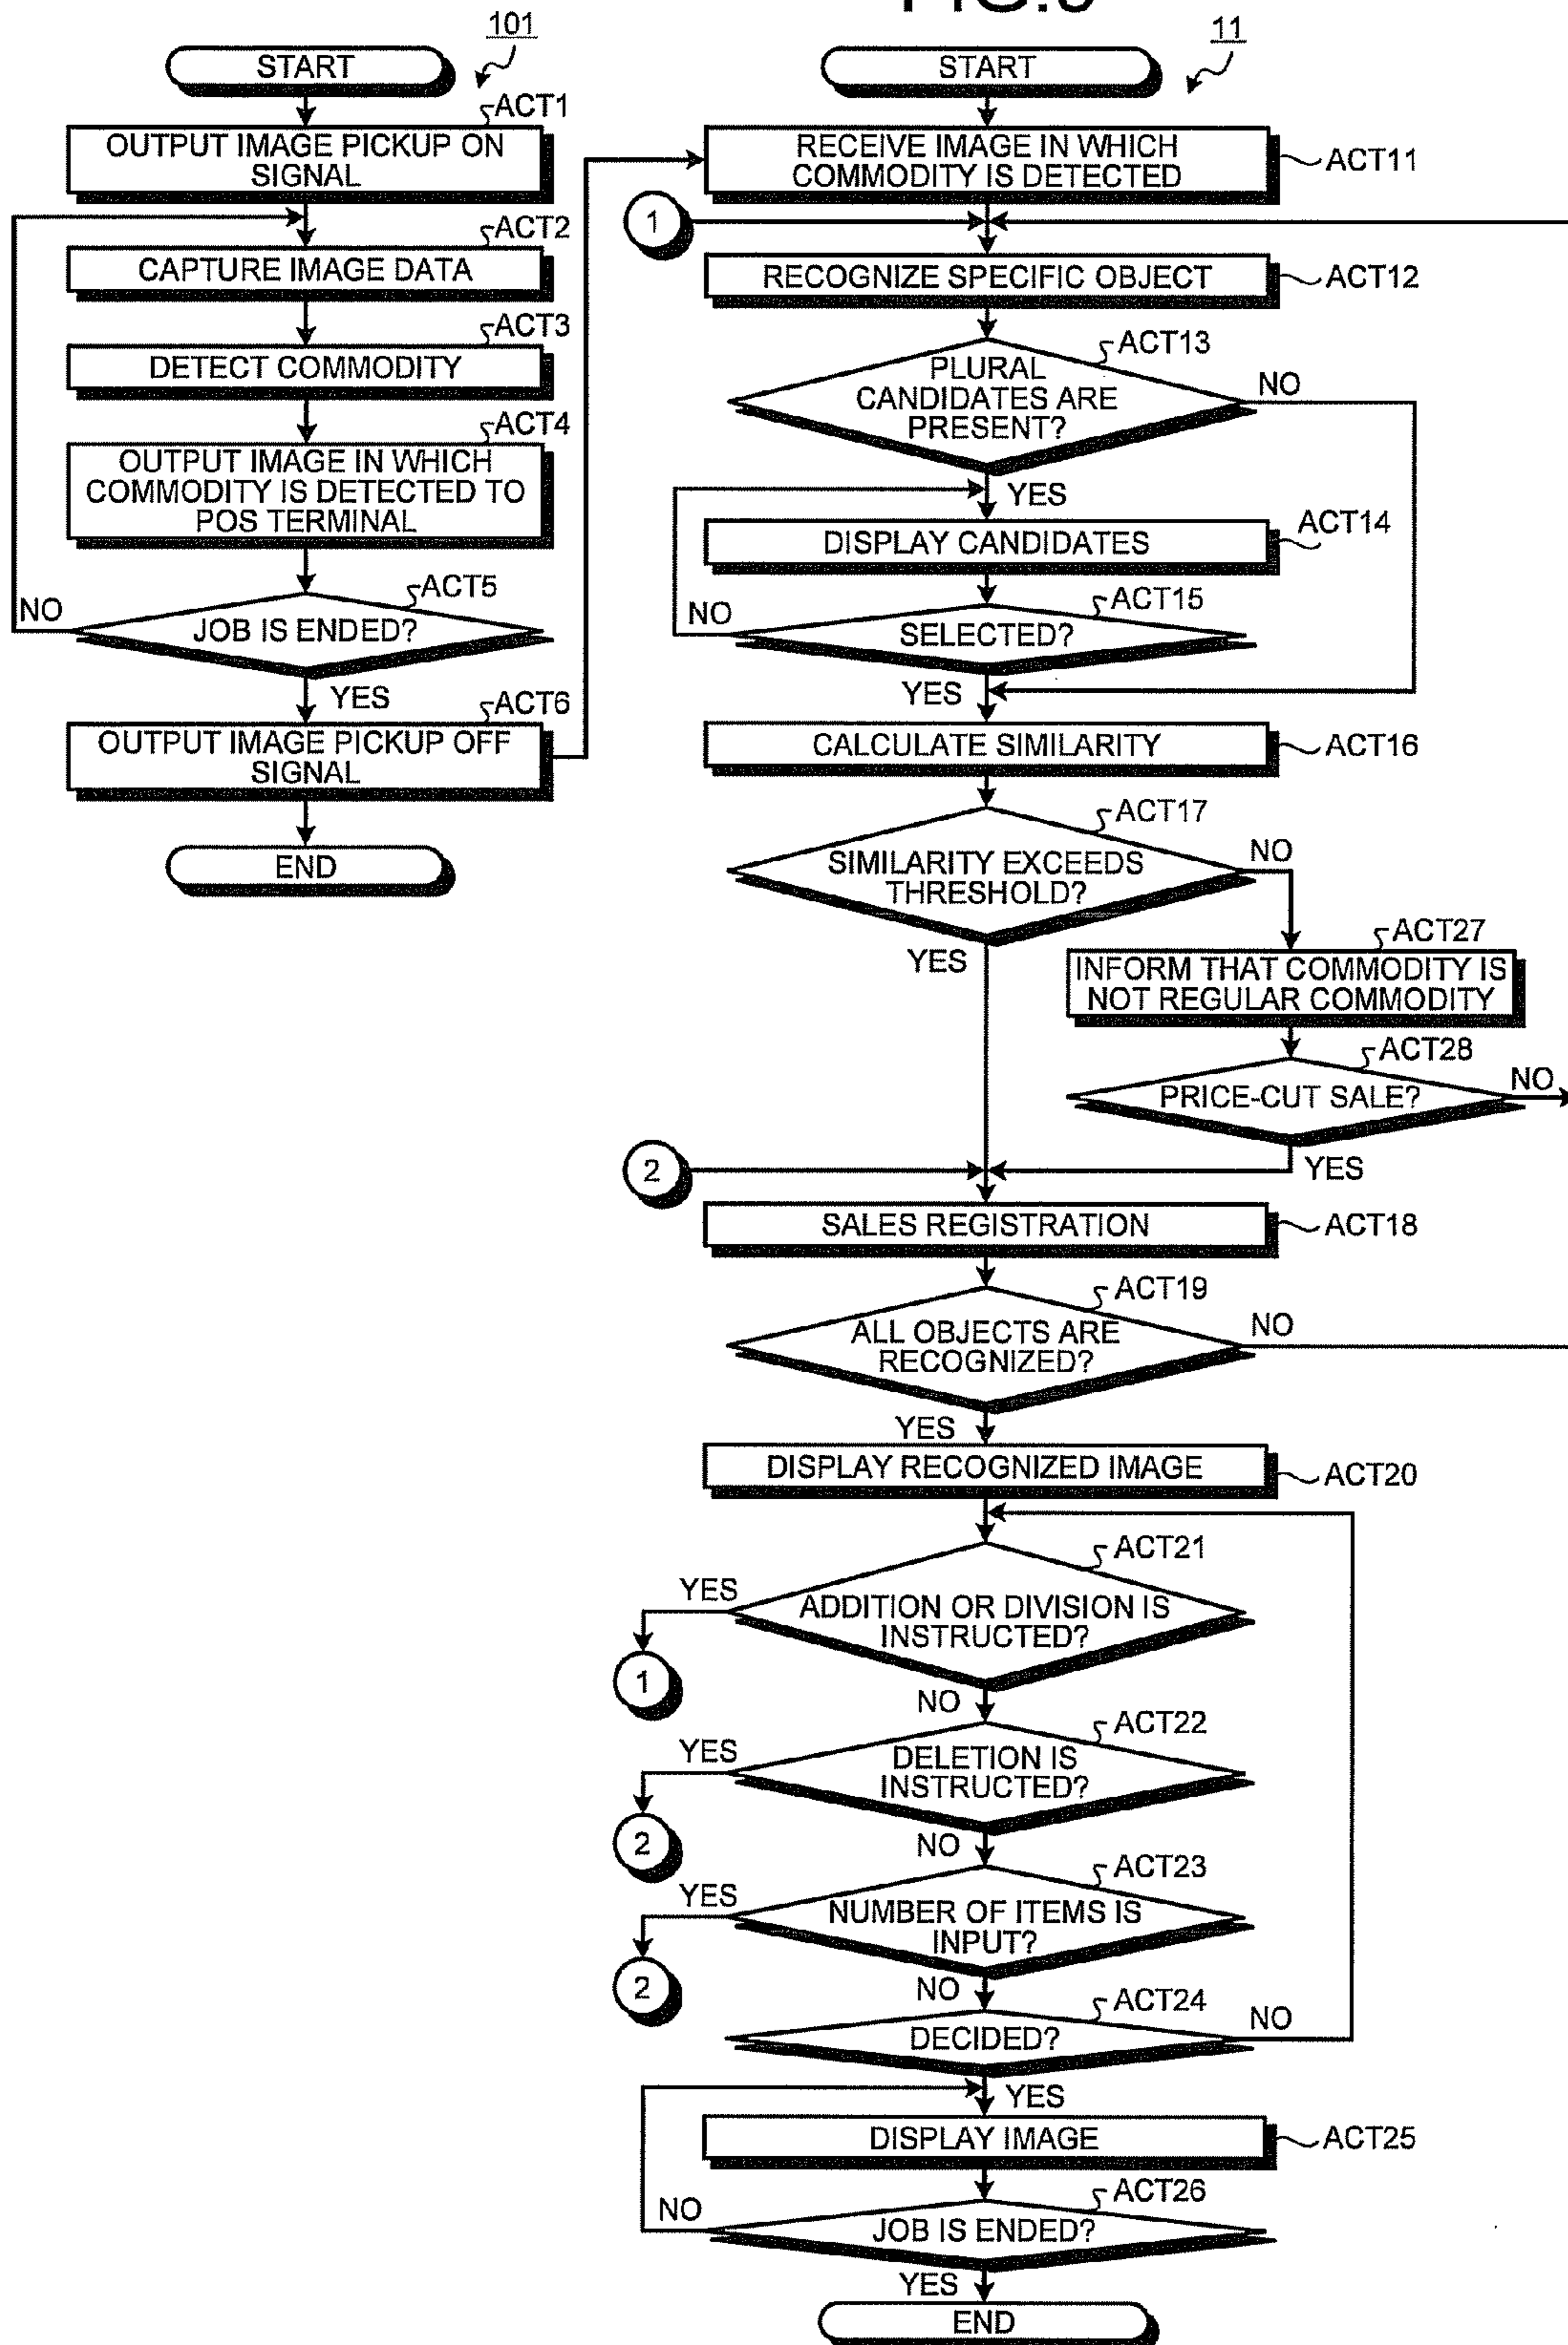 101
START
ACT1
OUTPUT IMAGE PICKUP ON
SIGNAL
ACT2
CAPTURE IMAGE DATA
ACT3
DETECT COMMODITY
ACT4
OUTPUT IMAGE IN WHICH
COMMODITY IS DETECTED TO
POS TERMINAL
ACT5
JOB IS ENDED?
NO
YES
ACT6
OUTPUT IMAGE PICKUP OFF
SIGNAL
END
11
START
RECEIVE IMAGE IN WHICH
COMMODITY IS DETECTED
ACT11
1
RECOGNIZE SPECIFIC OBJECT
ACT12
ACT13
PLURAL
CANDIDATES ARE
PRESENT?
NO
YES
DISPLAY CANDIDATES
ACT14
ACT15
NO
SELECTED?
YES
CALCULATE SIMILARITY
ACT16
ACT17
SIMILARITY EXCEEDS
THRESHOLD?
NO
YES
ACT27
INFORM THAT COMMODITY IS
NOT REGULAR COMMODITY
ACT28
PRICE-CUT SALE?
NO
YES
2
SALES REGISTRATION
ACT18
ACT19
ALL OBJECTS ARE
RECOGNIZED?
NO
YES
DISPLAY RECOGNIZED IMAGE
ACT20
ACT21
YES
ADDITION OR DIVISION IS
INSTRUCTED?
1
NO
ACT22
YES
DELETION IS
INSTRUCTED?
2
NO
ACT23
YES
NUMBER OF ITEMS IS
INPUT?
2
NO
ACT24
DECIDED?
NO
YES
DISPLAY IMAGE
ACT25
ACT26
NO
JOB IS ENDED?
YES
END